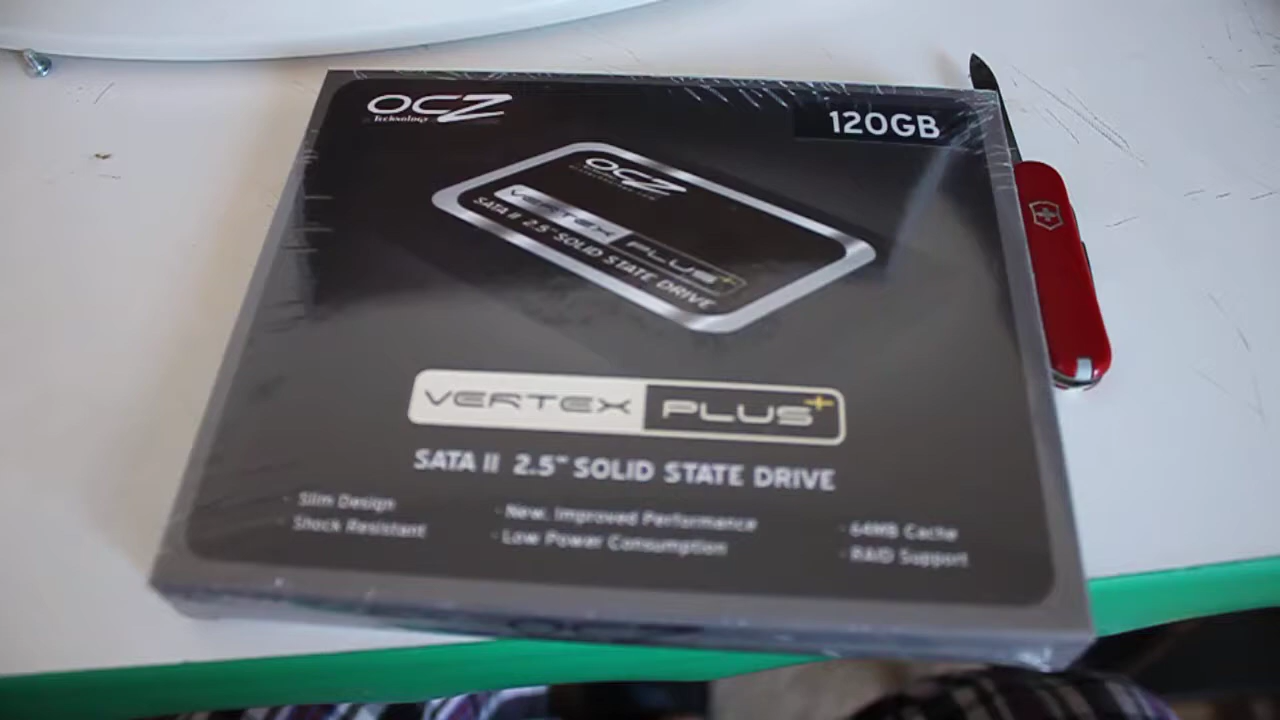 OCZ
Technology
120GB
OCZ
VERTEX PLUS+
SATA II 2.5" SOLID STATE DRIVE
VERTEX PLUS+
SATA II 2.5" SOLID STATE DRIVE
· Slim Design
· Shock Resistant
· New, Improved Performance
· Low Power Consumption
· 64MB Cache
· RAID Support